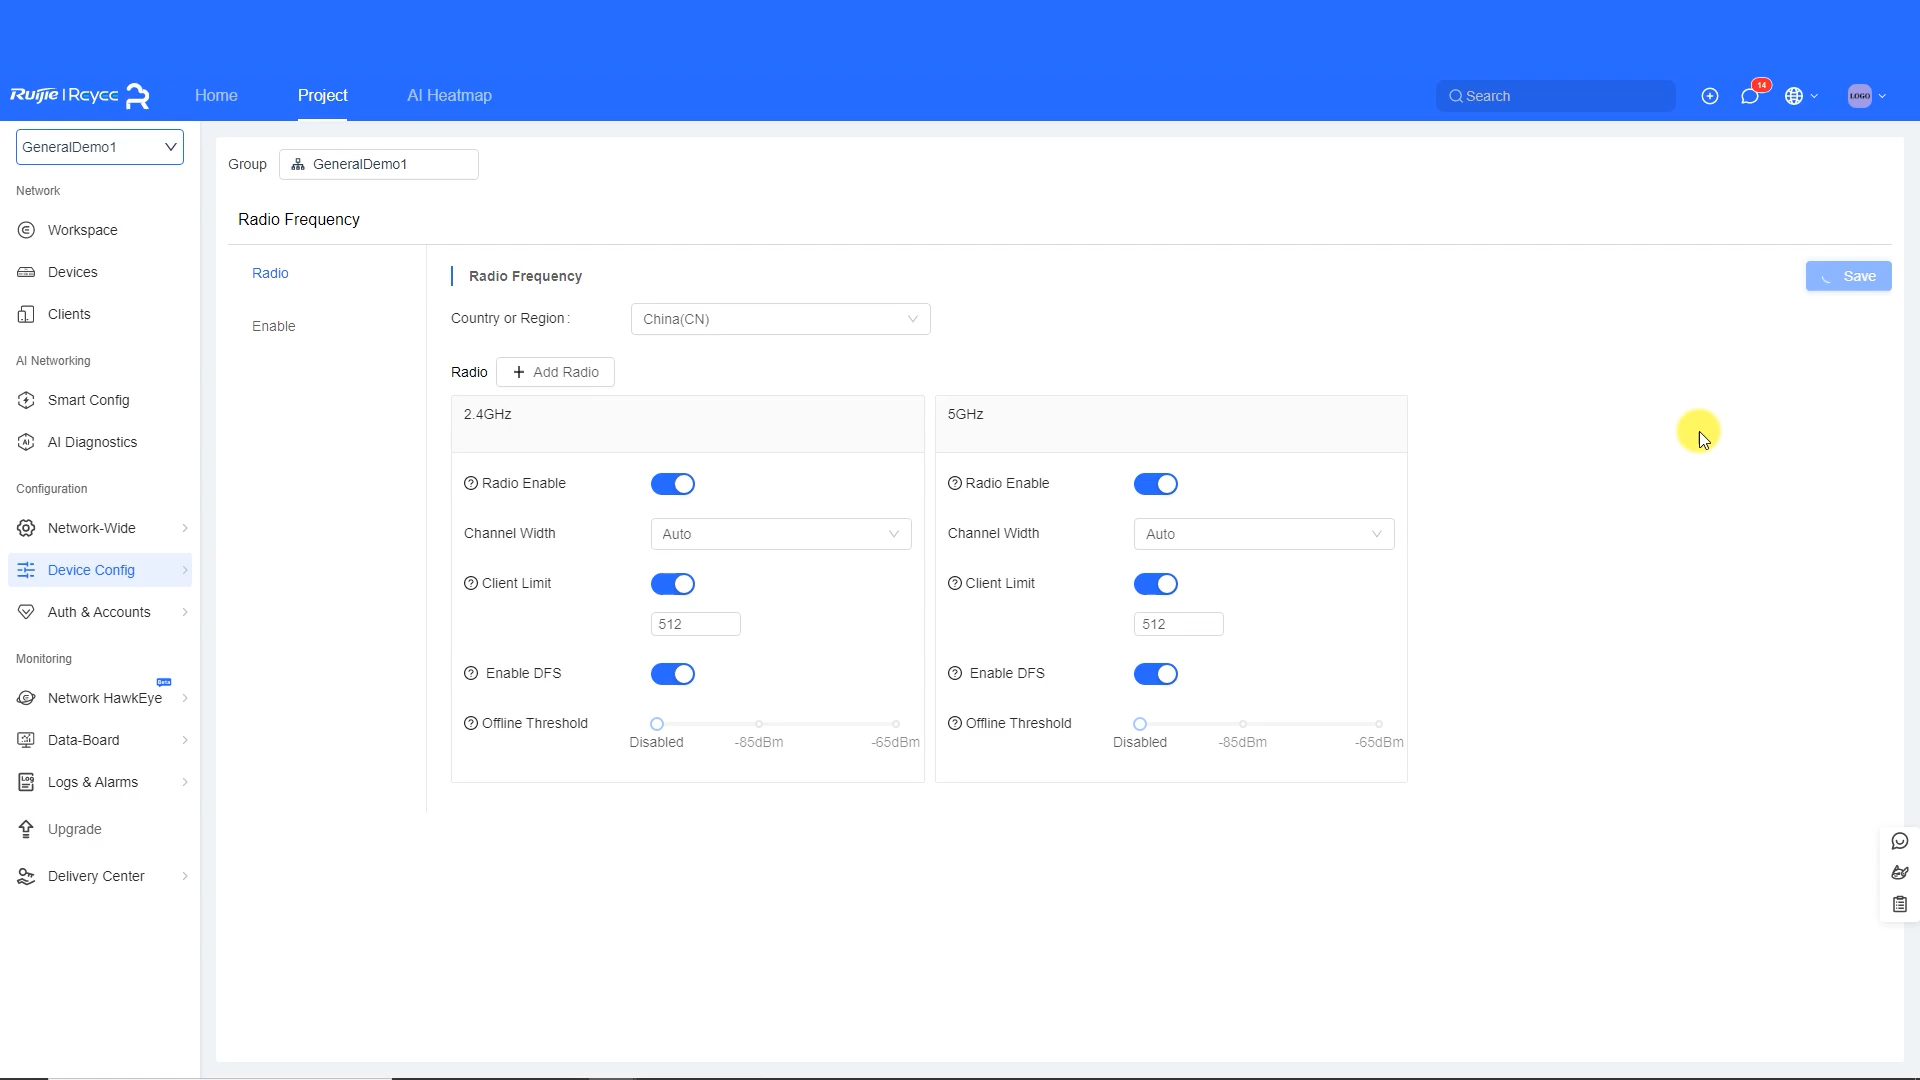 Ruijie | Rcycc
Home
Project
AI Heatmap
Search
14
LOGO
GeneralDemo1
Network
Workspace
Devices
Clients
AI Networking
Smart Config
AI Diagnostics
Configuration
Network-Wide
Device Config
Auth & Accounts
Monitoring
Beta
Network HawkEye
Data-Board
Logs & Alarms
Upgrade
Delivery Center
Group
GeneralDemo1
Radio Frequency
Radio
Enable
Radio Frequency
Save
Country or Region :
China(CN)
Radio
+ Add Radio
2.4GHz
Radio Enable
Channel Width
Auto
Client Limit
512
Enable DFS
Offline Threshold
Disabled
-85dBm
-65dBm
5GHz
Radio Enable
Channel Width
Auto
Client Limit
512
Enable DFS
Offline Threshold
Disabled
-85dBm
-65dBm